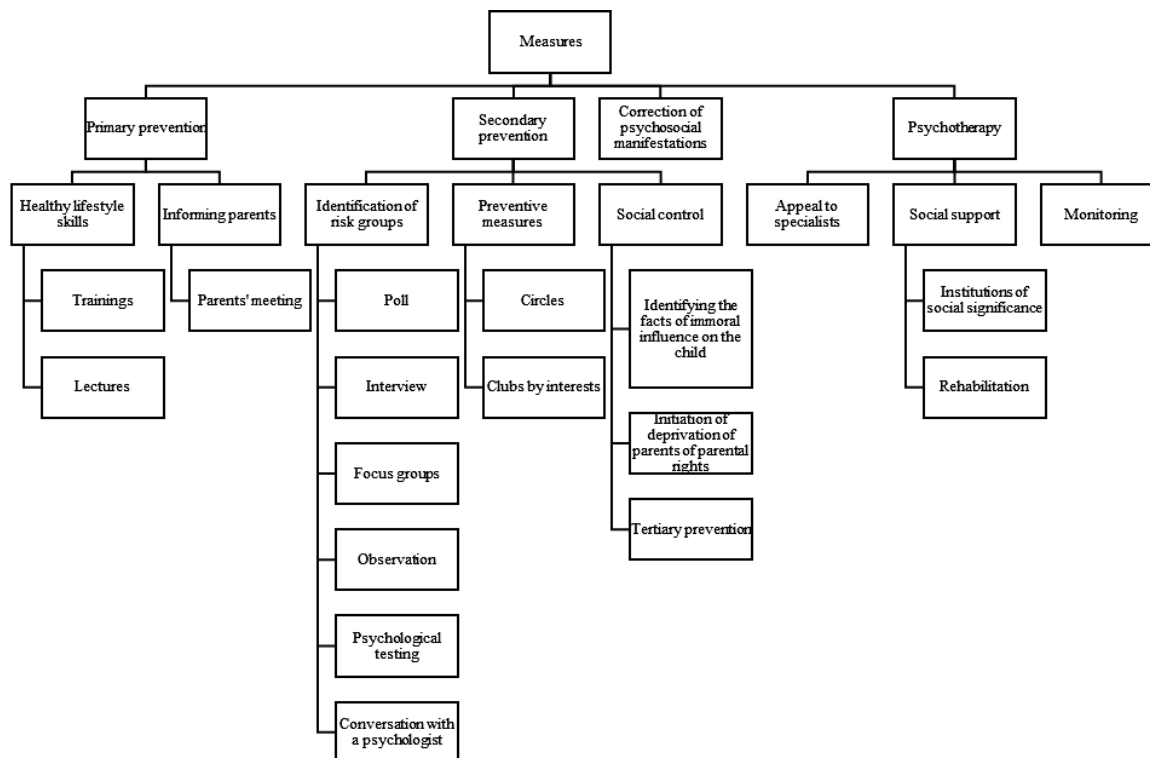 Measures
Primary prevention
Secondary
prevention
Correction of
psychosocial
manifestations
Psychotherapy
Healthy lifestyle
skills
Informing parents
Identification of
risk groups
Preventive
measures
Social control
Appeal to
specialists
Social support
Monitoring
Trainings
Parents' meeting
Poll
Circles
Identifying the
facts of immoral
influence on the
child
Institutions of
social significance
Lectures
Interview
Clubs by interests
Rehabilitation
Initiation of
deprivation of
parents of parental
rights
Focus groups
Tertiary prevention
Observation
Psychological
testing
Conversation with
a psychologist